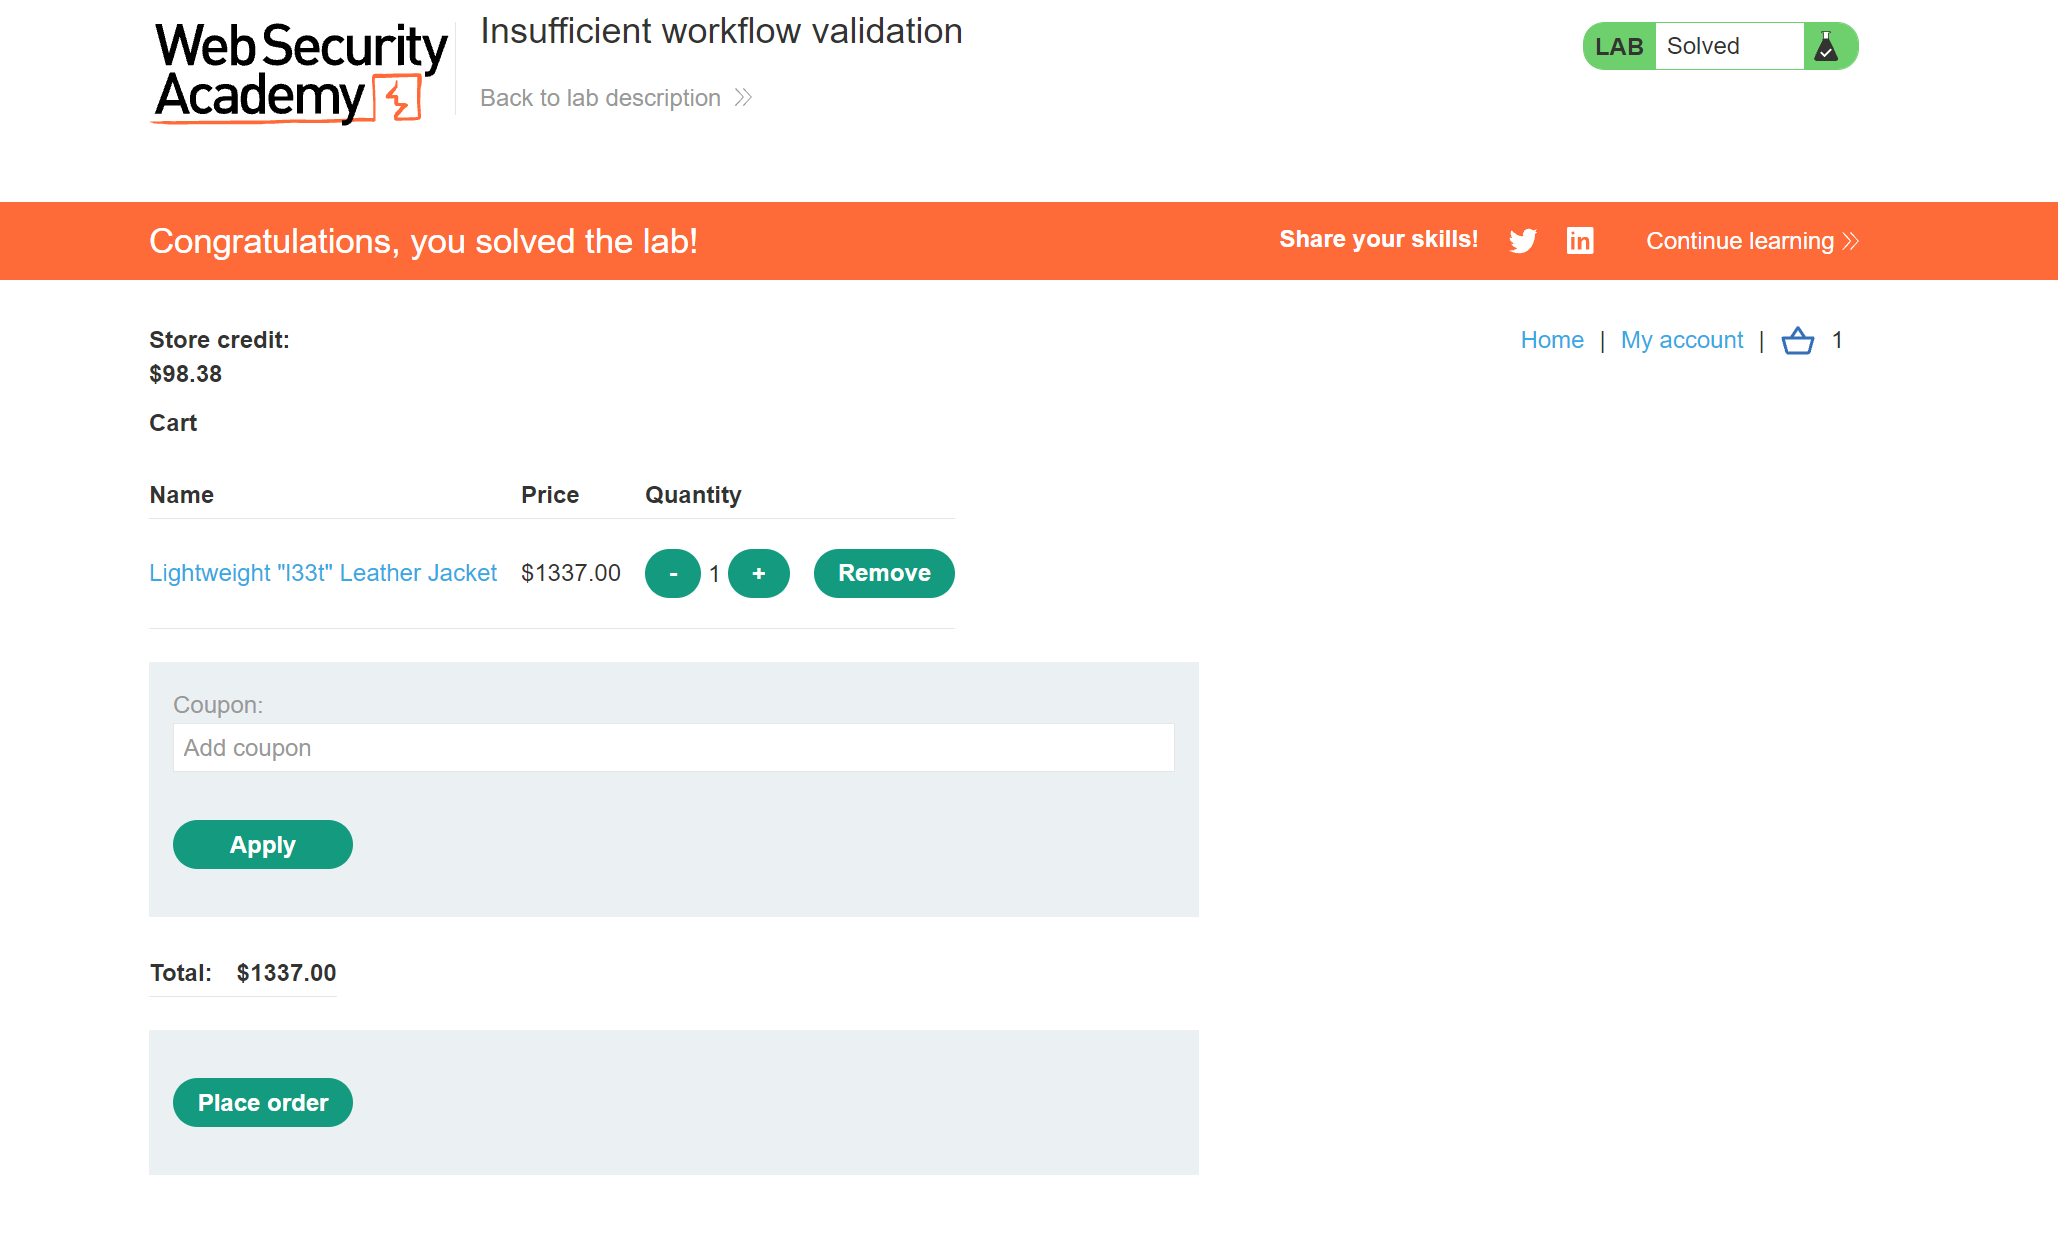 Web Security
Academy
Insufficient workflow validation
Back to lab description
LAB Solved
Congratulations, you solved the lab!
Share your skills!
Continue learning
Store credit:
$98.38
Home | My account | 1
Cart
Name Price Quantity
Lightweight "l33t" Leather Jacket $1337.00 - 1 + Remove
Coupon:
Add coupon
Apply
Total: $1337.00
Place order